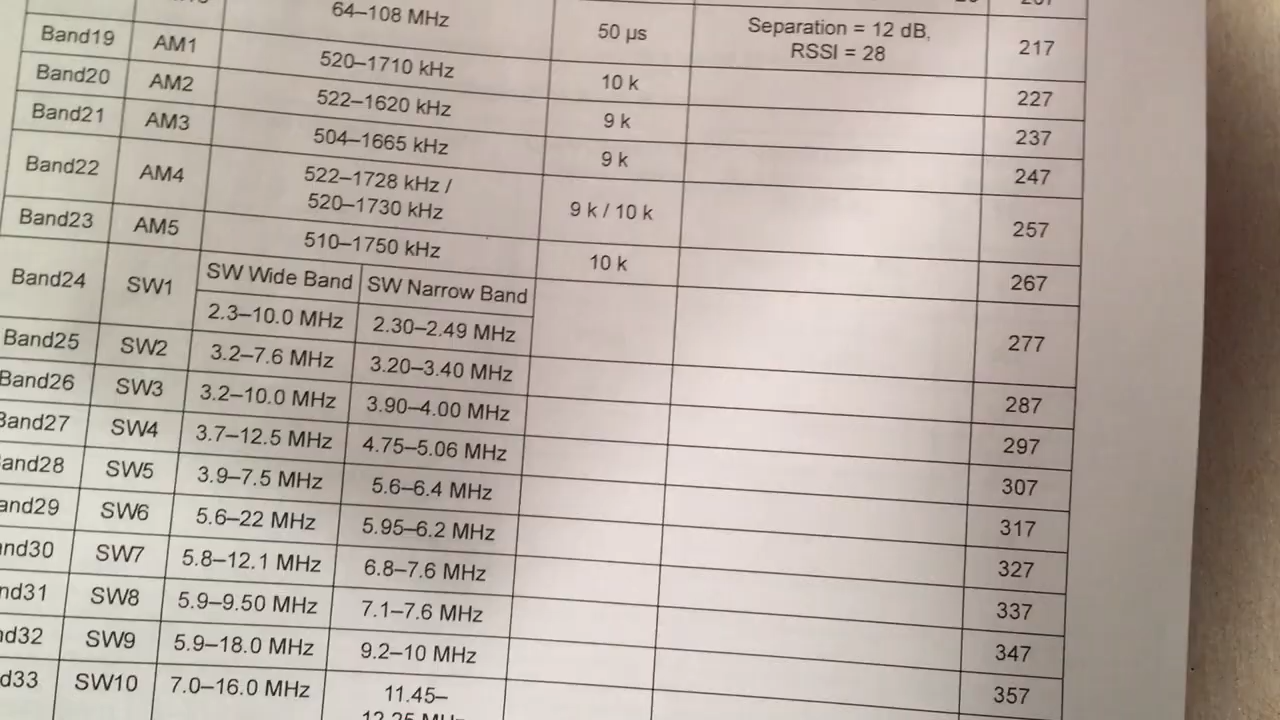 64–108 MHz 50 µs Separation = 12 dB,
RSSI = 28 217
Band19 AM1 520–1710 kHz 10 k 227
Band20 AM2 522–1620 kHz 9 k 237
Band21 AM3 504–1665 kHz 9 k 247
Band22 AM4 522–1728 kHz /
520–1730 kHz 9 k / 10 k 257
Band23 AM5 510–1750 kHz 10 k 267
SW Wide Band SW Narrow Band
Band24 SW1 2.3–10.0 MHz 2.30–2.49 MHz 277
Band25 SW2 3.2–7.6 MHz 3.20–3.40 MHz 287
Band26 SW3 3.2–10.0 MHz 3.90–4.00 MHz 297
Band27 SW4 3.7–12.5 MHz 4.75–5.06 MHz 307
and28 SW5 3.9–7.5 MHz 5.6–6.4 MHz 317
and29 SW6 5.6–22 MHz 5.95–6.2 MHz 327
nd30 SW7 5.8–12.1 MHz 6.8–7.6 MHz 337
nd31 SW8 5.9–9.50 MHz 7.1–7.6 MHz 347
d32 SW9 5.9–18.0 MHz 9.2–10 MHz 357
d33 SW10 7.0–16.0 MHz 11.45–